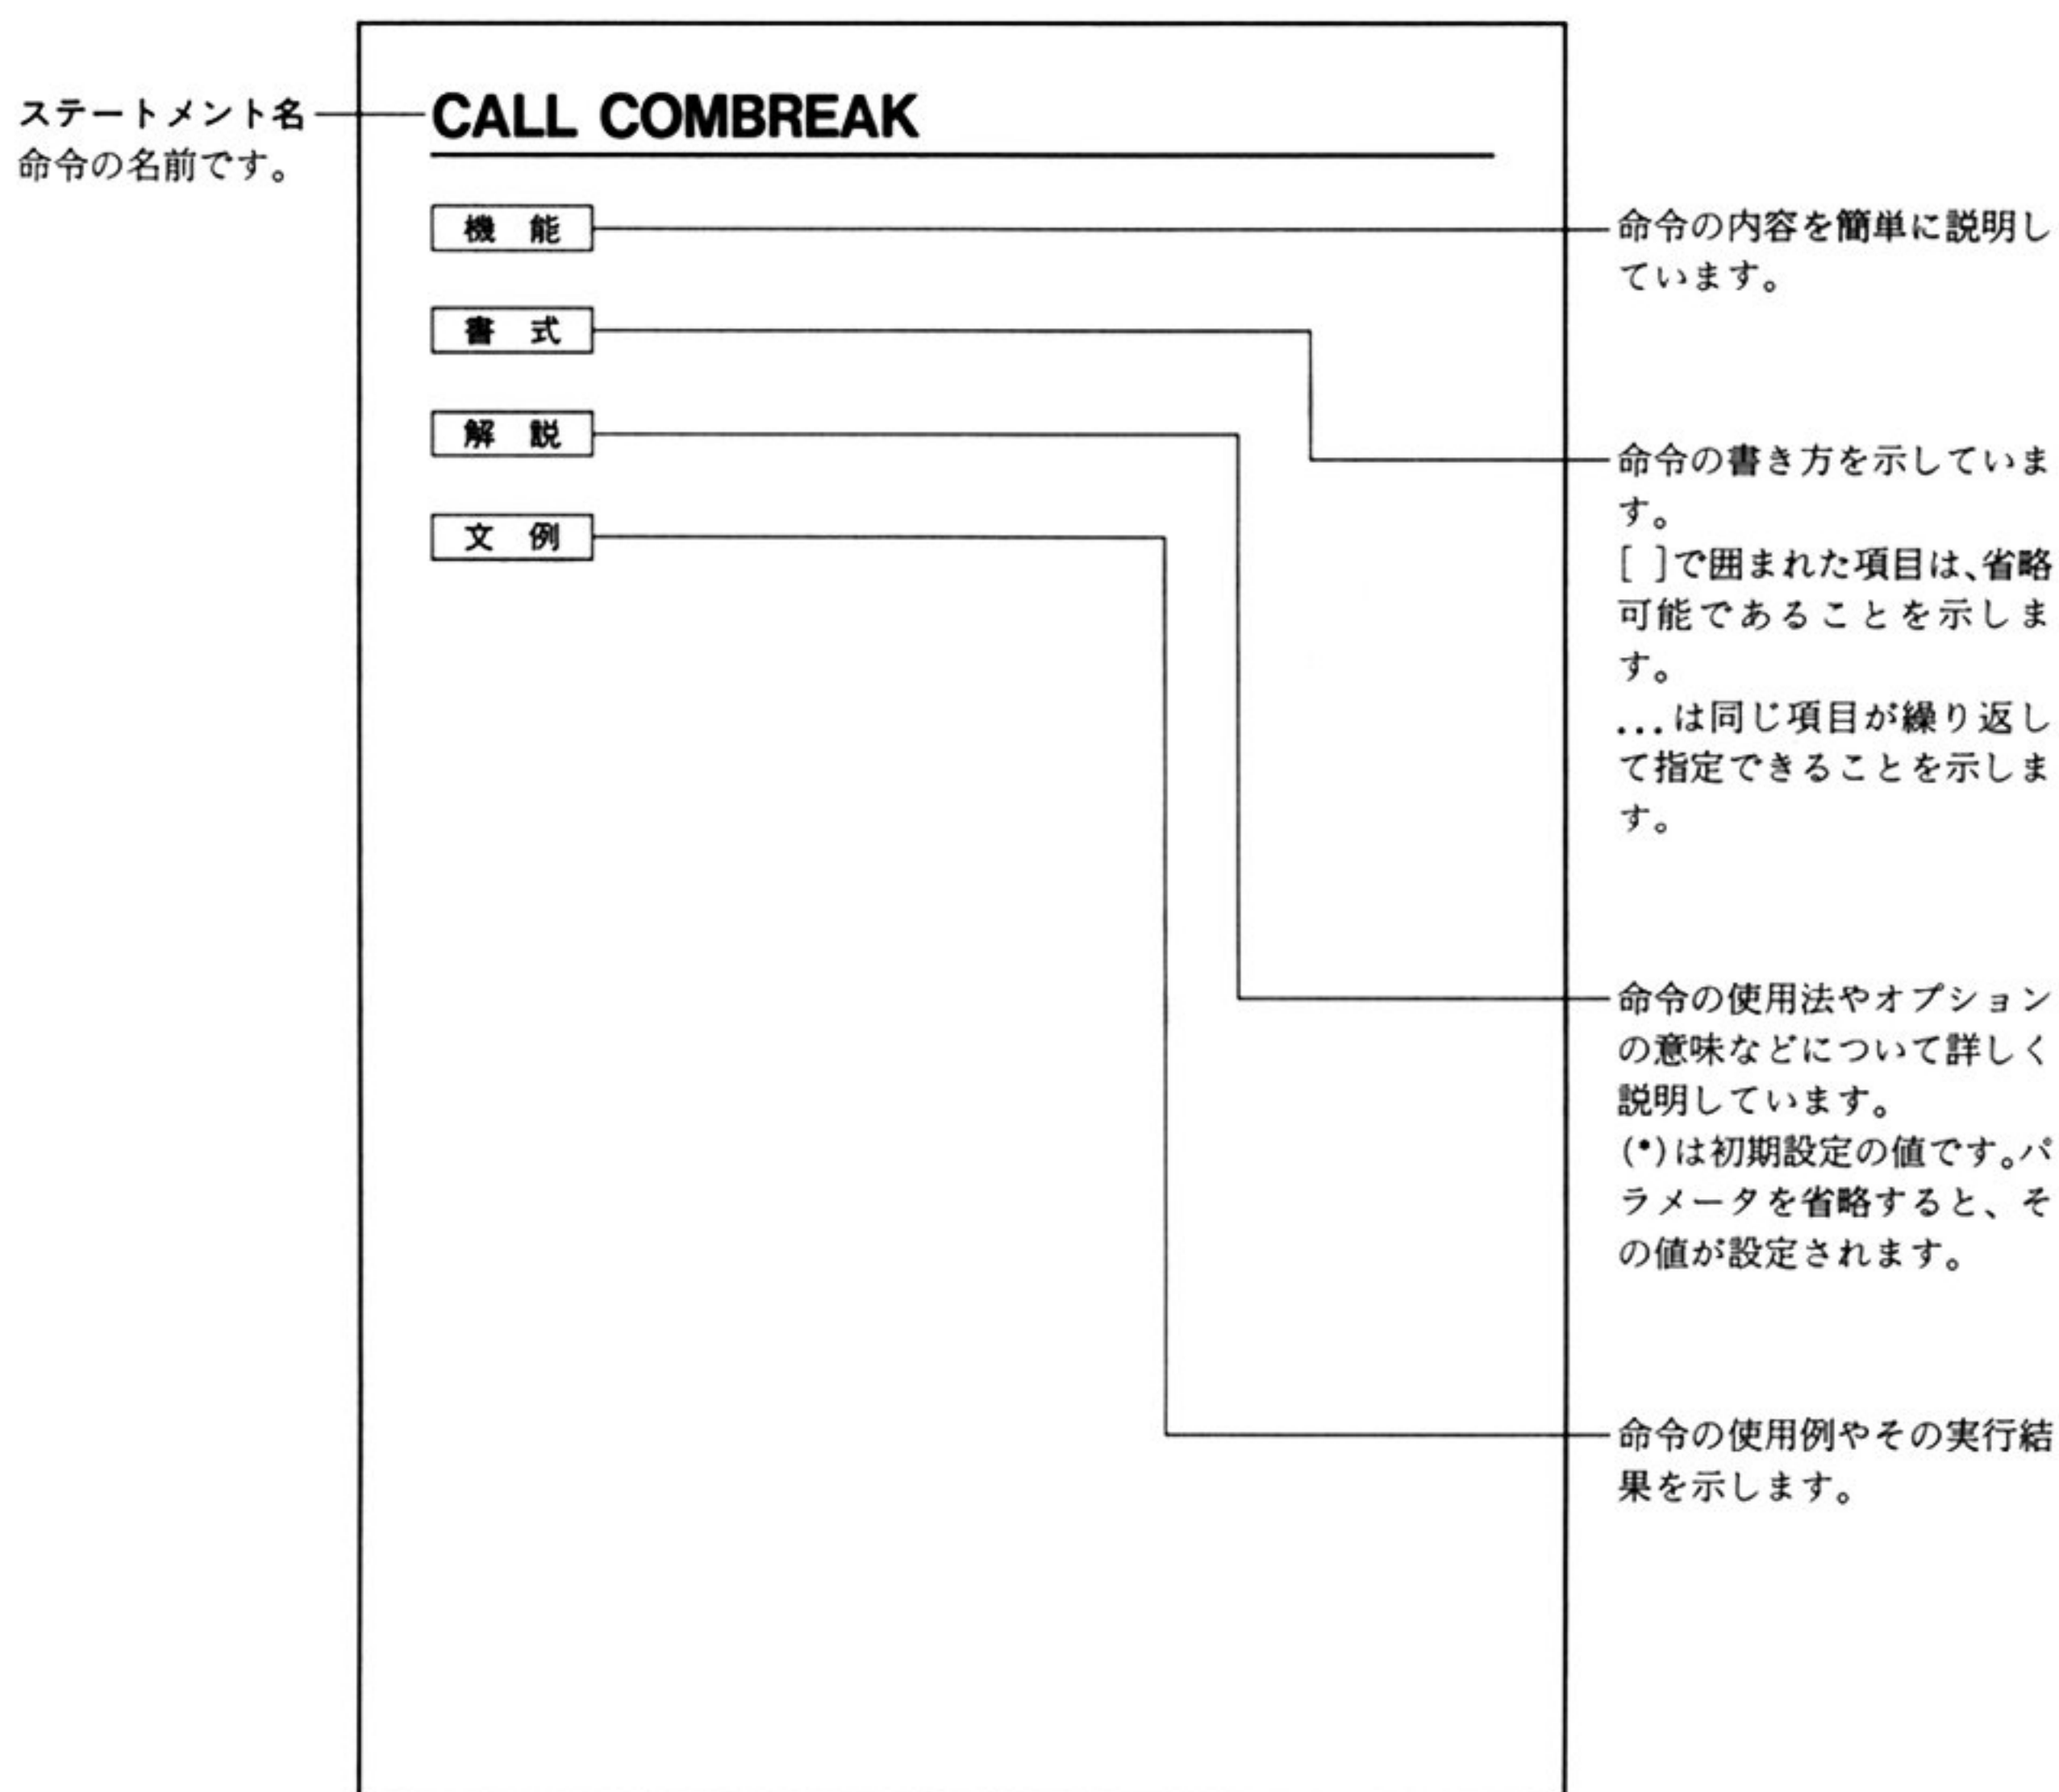 ステートメント名
命令の名前です。
CALL COMBREAK
機 能
命令の内容を簡単に説明し
ています。
書 式
命令の書き方を示していま
す。
[ ]で囲まれた項目は、省略
可能であることを示しま
す。
...は同じ項目が繰り返し
て指定できることを示しま
す。
解 説
命令の使用法やオプション
の意味などについて詳しく
説明しています。
(*)は初期設定の値です。パ
ラメータを省略すると、そ
の値が設定されます。
文 例
命令の使用例やその実行結
果を示します。